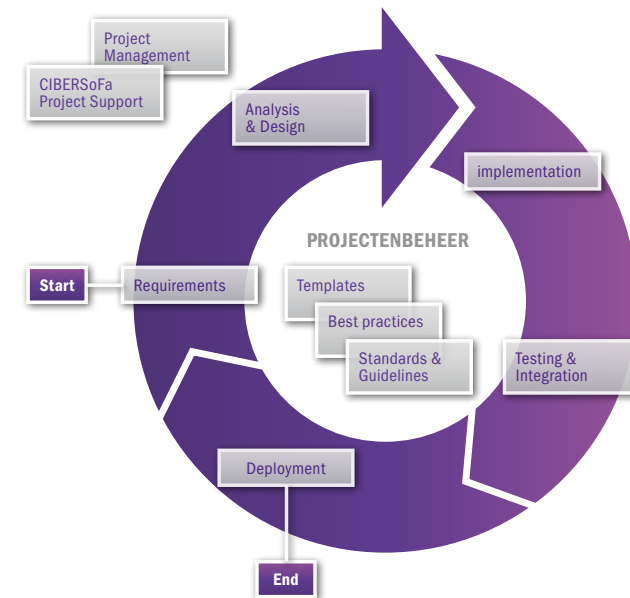 Project
Management
CIBERSoFa
Project Support
Analysis
& Design
implementation
PROJECTENBEHEER
Start
Requirements
Templates
Best practices
Standards &
Guidelines
Testing &
Integration
Deployment
End